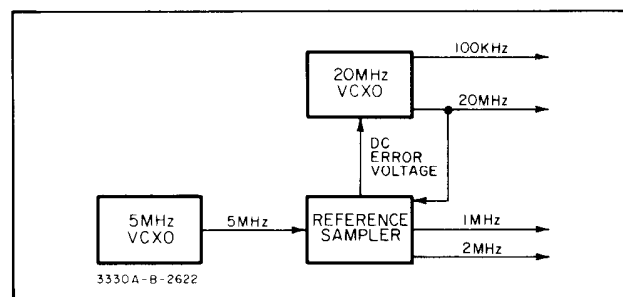 100KHz
20MHz
VCXO
20MHz
DC
ERROR
VOLTAGE
5MHz
VCXO
5MHz
REFERENCE
SAMPLER
1MHz
2MHz
3330A-B-2622